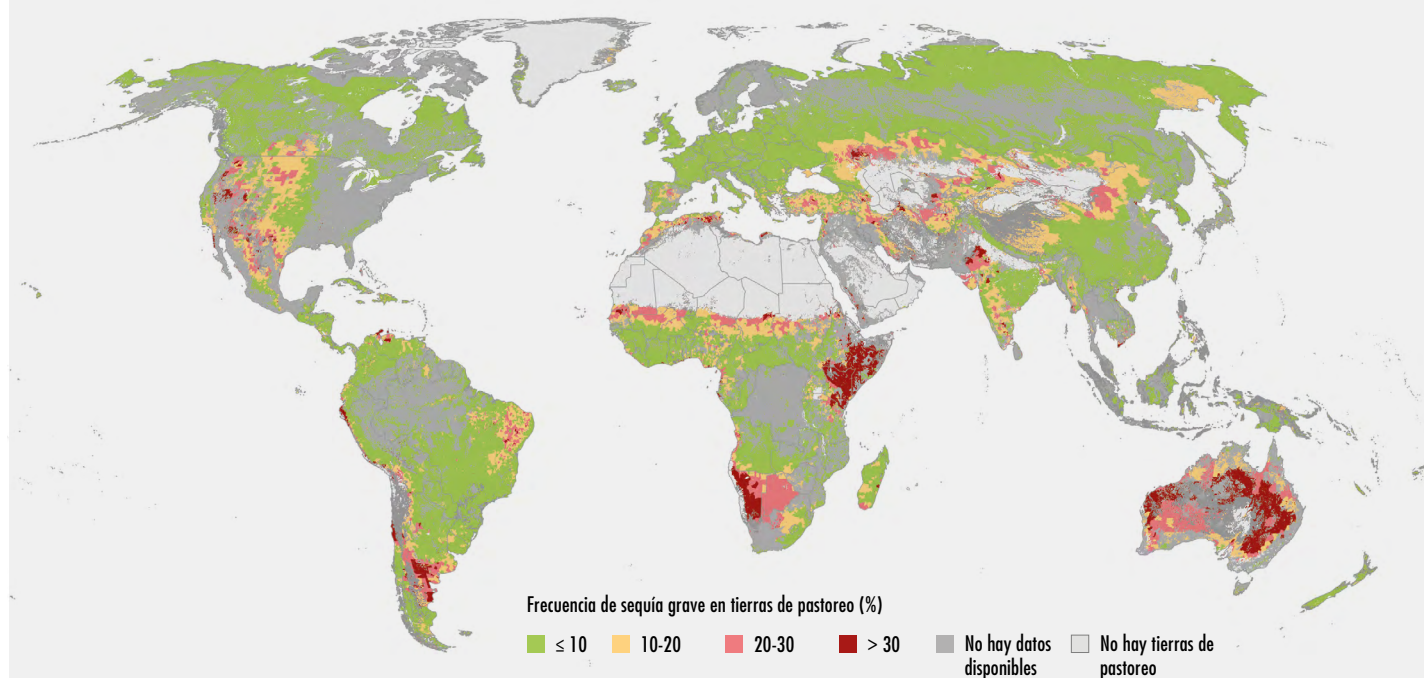 Frecuencia de sequía grave en tierras de pastoreo (%)
≤ 10
10-20
20-30
> 30
No hay datos
disponibles
No hay tierras de
pastoreo